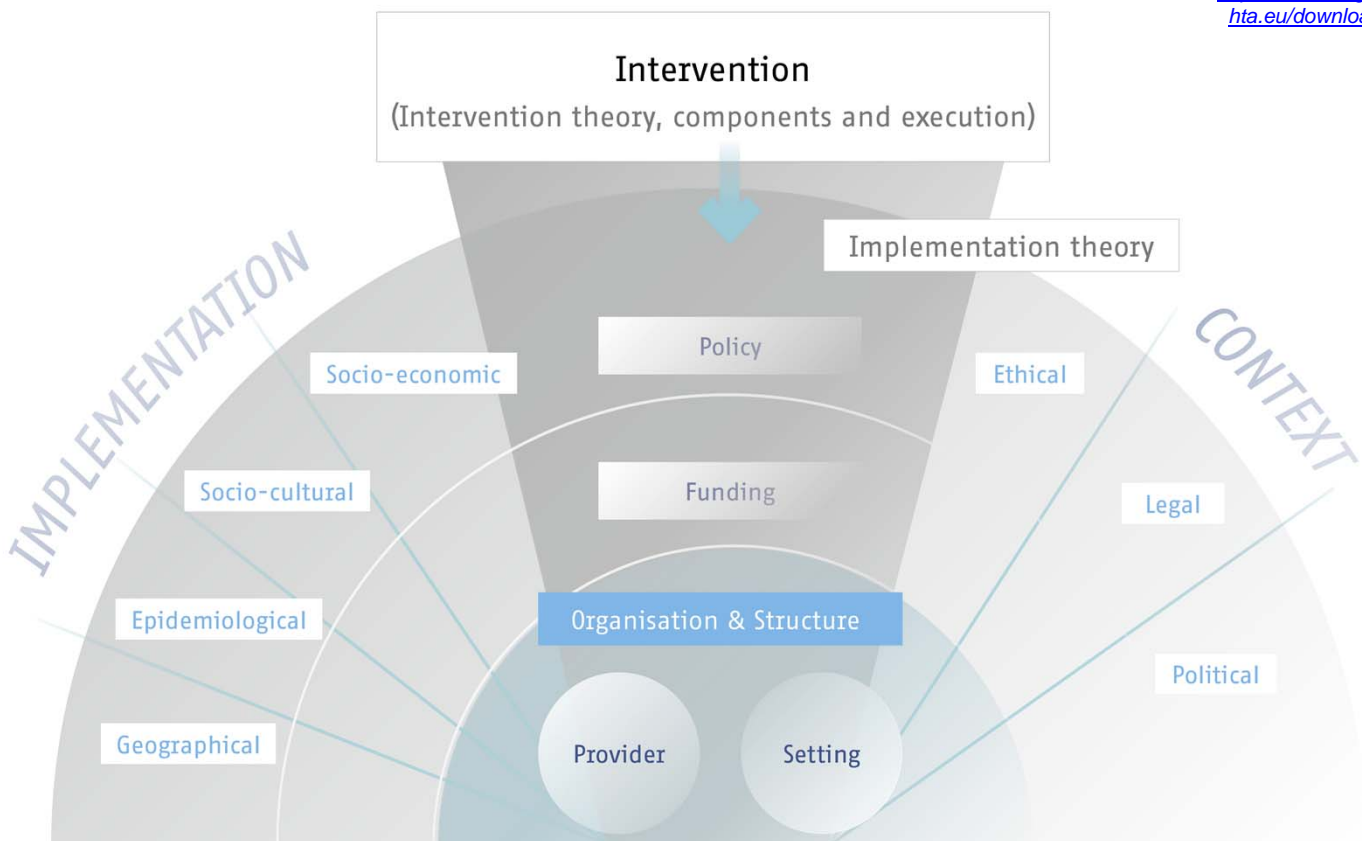 hta.eu/downloa
Intervention
(Intervention theory, components and execution)
Implementation theory
IMPLEMENTATION
CONTEXT
Policy
Socio-economic
Ethical
Funding
Socio-cultural
Legal
Organisation & Structure
Epidemiological
Political
Geographical
Provider
Setting